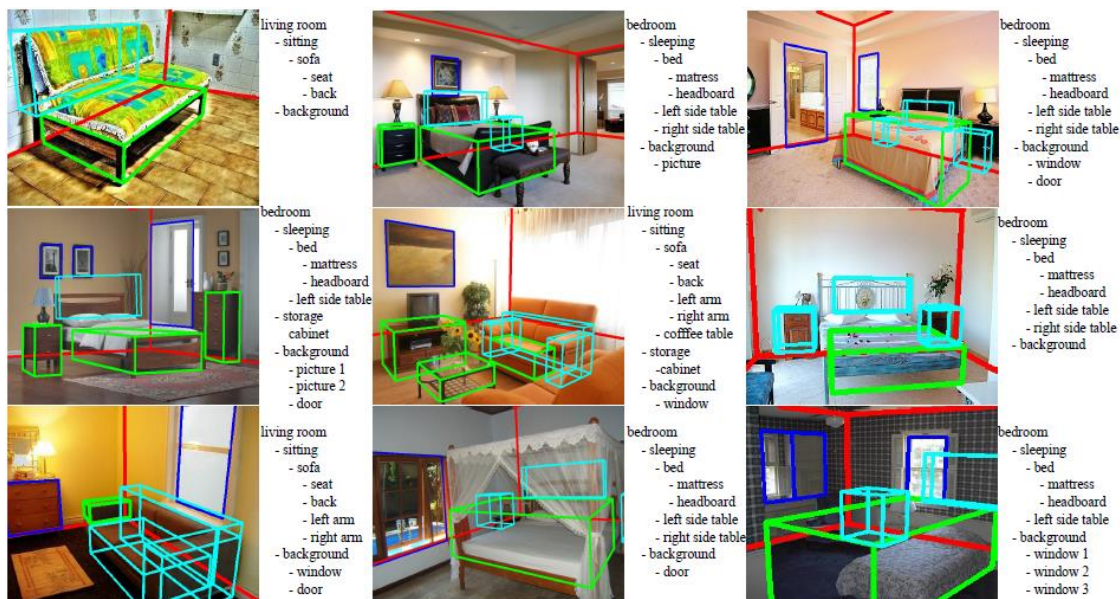 living room
- sitting
- sofa
- seat
- back
- background
bedroom
- sleeping
- bed
- matress
- headboard
- left side table
- right side table
- background
- picture
bedroom
- sleeping
- bed
- mattress
- headboard
- left side table
- right side table
- background
- window
- door
bedroom
- sleeping
- bed
- mattress
- headboard
- left side table
- storage
cabinet
- background
- picture 1
- picture 2
- door
living room
- sitting
- sofa
- seat
- back
- left arm
- right arm
- cofffee table
- storage
-cabinet
- background
- window
bedroom
- sleeping
- bed
- mattress
- headboard
- left side table
- right side table
- background
living room
- sitting
- sofa
- seat
- back
- left arm
- right arm
- background
- window
- door
bedroom
- sleeping
- bed
- mattress
- headboard
- left side table
- right side table
- background
- door
bedroom
- sleeping
- bed
- mattress
- headboard
- left side table
- background
- window 1
- window 2
- window 3